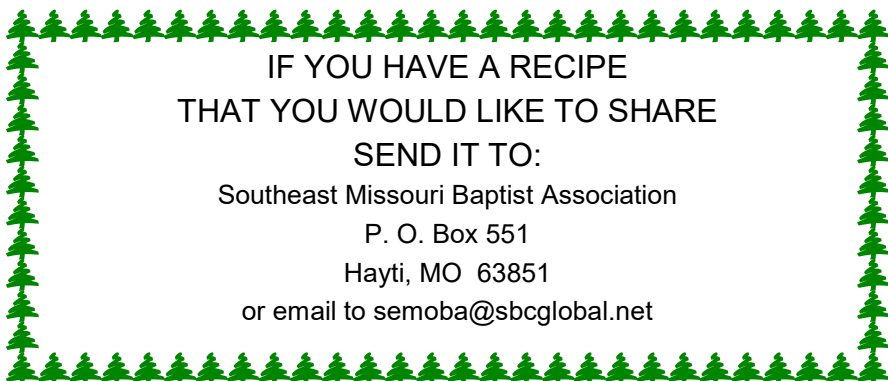 IF YOU HAVE A RECIPE
THAT YOU WOULD LIKE TO SHARE
SEND IT TO:
Southeast Missouri Baptist Association
P. O. Box 551
Hayti, MO  63851
or email to semoba@sbcglobal.net